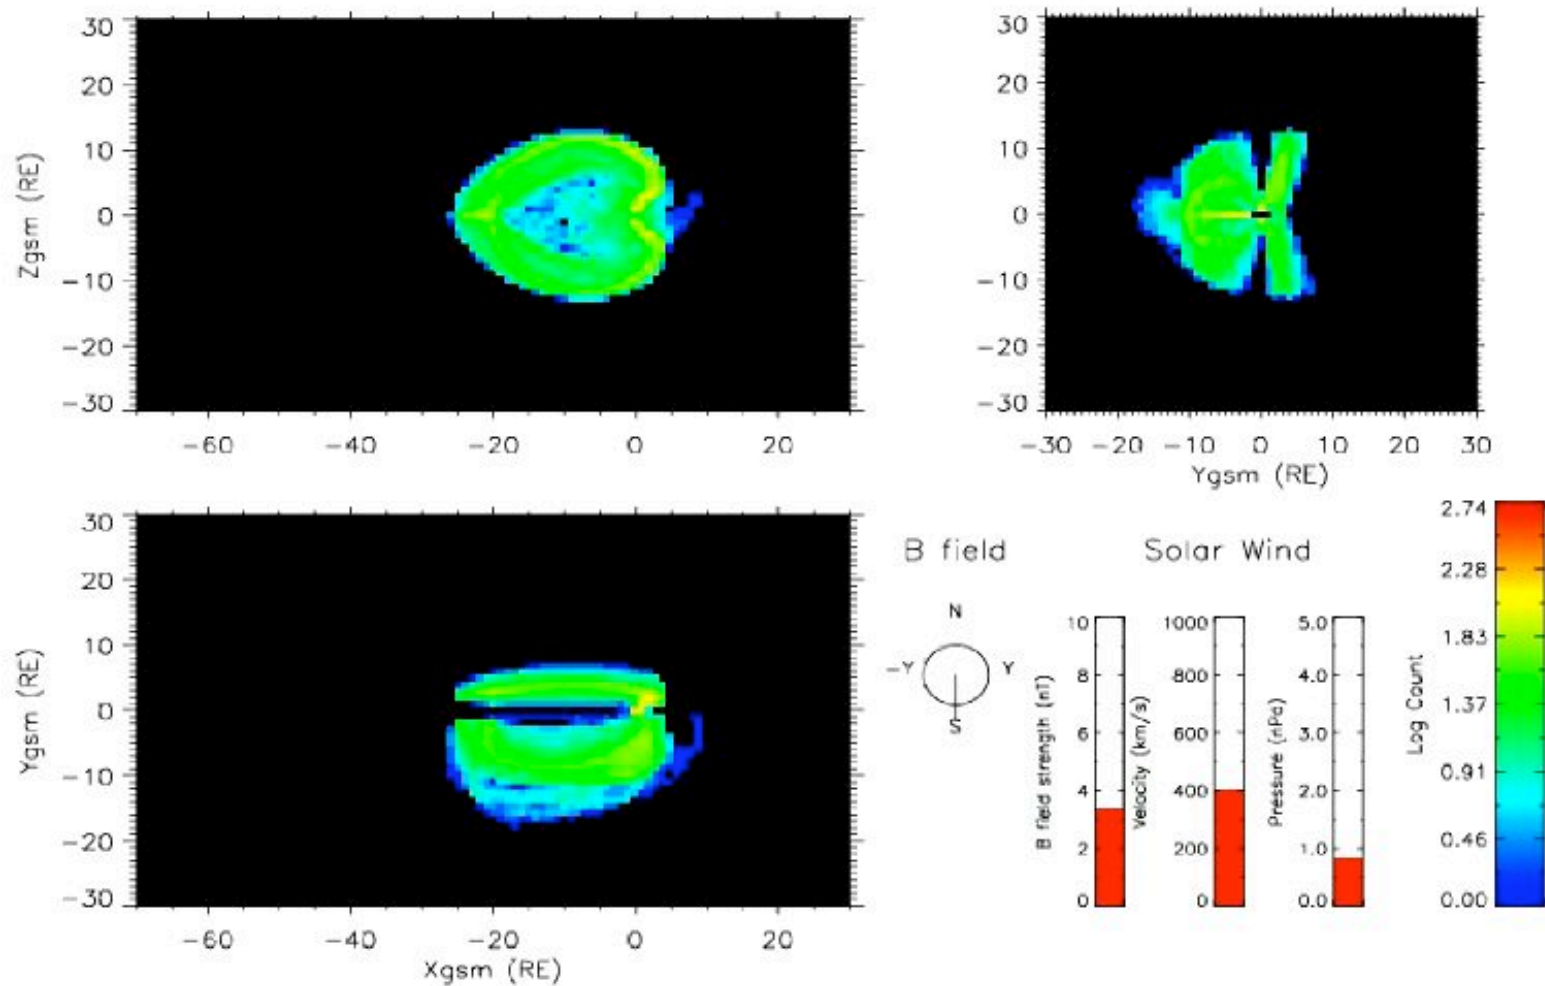 30
20
10
0
−10
−20
−30
Zgsm (RE)
−60 −40 −20 0 20
30
20
10
0
−10
−20
−30
−30 −20 −10 0 10 20 30
Ygsm (RE)
30
20
10
0
−10
−20
−30
Ygsm (RE)
−60 −40 −20 0 20
Xgsm (RE)
B field
N
−Y Y
S
Solar Wind
10
8
6
4
2
0
B field strength (nT)
1000
800
600
400
200
0
Velocity (km/s)
5.0
4.0
3.0
2.0
1.0
0.0
Pressure (nPa)
2.74
2.28
1.83
1.37
0.91
0.46
0.00
Log Count